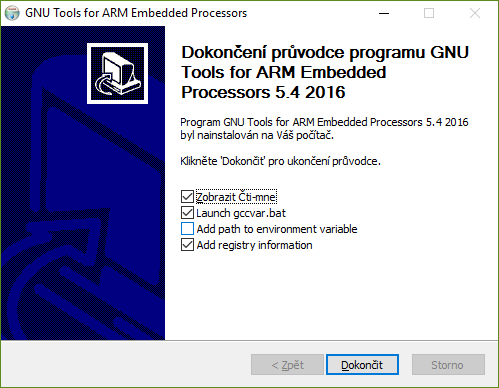 GNU Tools for ARM Embedded Processors
Dokončení průvodce programu GNU
Tools for ARM Embedded
Processors 5.4 2016
Program GNU Tools for ARM Embedded Processors 5.4 2016
byl nainstalován na Váš počítač.
Klikněte 'Dokončit' pro ukončení průvodce.
Zobrazit Čti-mne
Launch gccvar.bat
Add path to environment variable
Add registry information
< Zpět
Dokončit
Storno